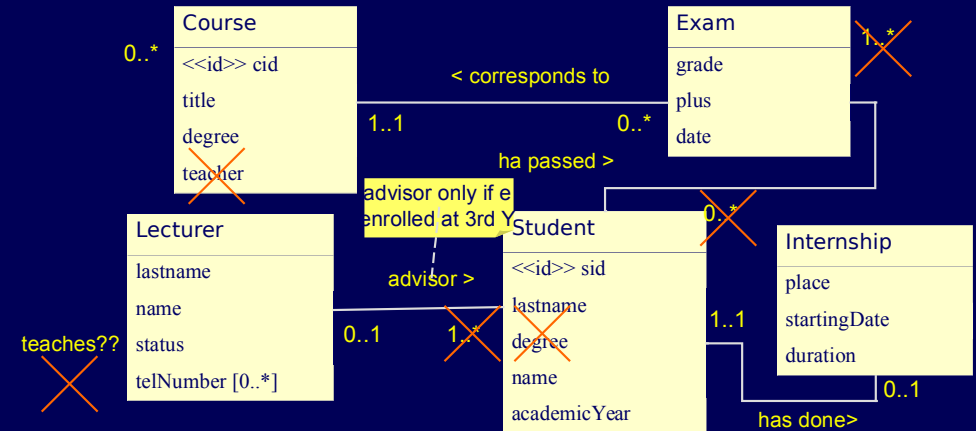 Course
0..*
<<id>> cid
title
degree
teacher
< corresponds to
1..1
0..*
Exam
1..*
grade
plus
date
ha passed >
advisor only if e
enrolled at 3rd Y
0..*
Lecturer
lastname
name
status
telNumber [0..*]
teaches??
advisor >
0..1
1..*
Student
<<id>> sid
lastname
degree
name
academicYear
1..1
Internship
place
startingDate
duration
0..1
has done>